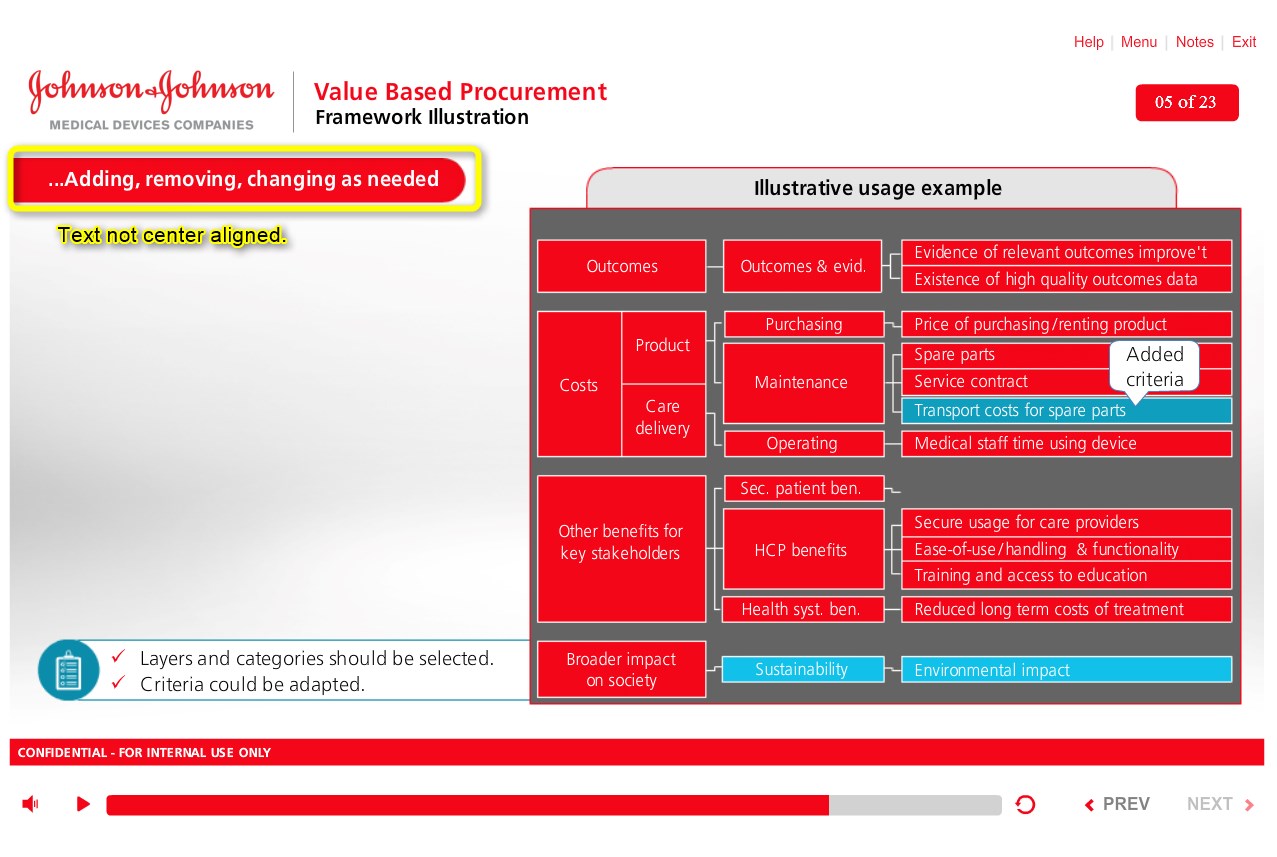 Help | Menu | Notes | Exit
Johnson & Johnson
MEDICAL DEVICES COMPANIES
Value Based Procurement
Framework Illustration
05 of 23
...Adding, removing, changing as needed
Text not center aligned.
Illustrative usage example
Outcomes
Outcomes & evid.
Evidence of relevant outcomes improve't
Existence of high quality outcomes data
Costs
Product
Care
delivery
Purchasing
Price of purchasing/renting product
Maintenance
Spare parts
Service contract
Transport costs for spare parts
Added
criteria
Operating
Medical staff time using device
Other benefits for
key stakeholders
Sec. patient ben.
HCP benefits
Secure usage for care providers
Ease-of-use/handling & functionality
Training and access to education
Health syst. ben.
Reduced long term costs of treatment
Broader impact
on society
Sustainability
Environmental impact
✓ Layers and categories should be selected.
✓ Criteria could be adapted.
CONFIDENTIAL - FOR INTERNAL USE ONLY
PREV
NEXT